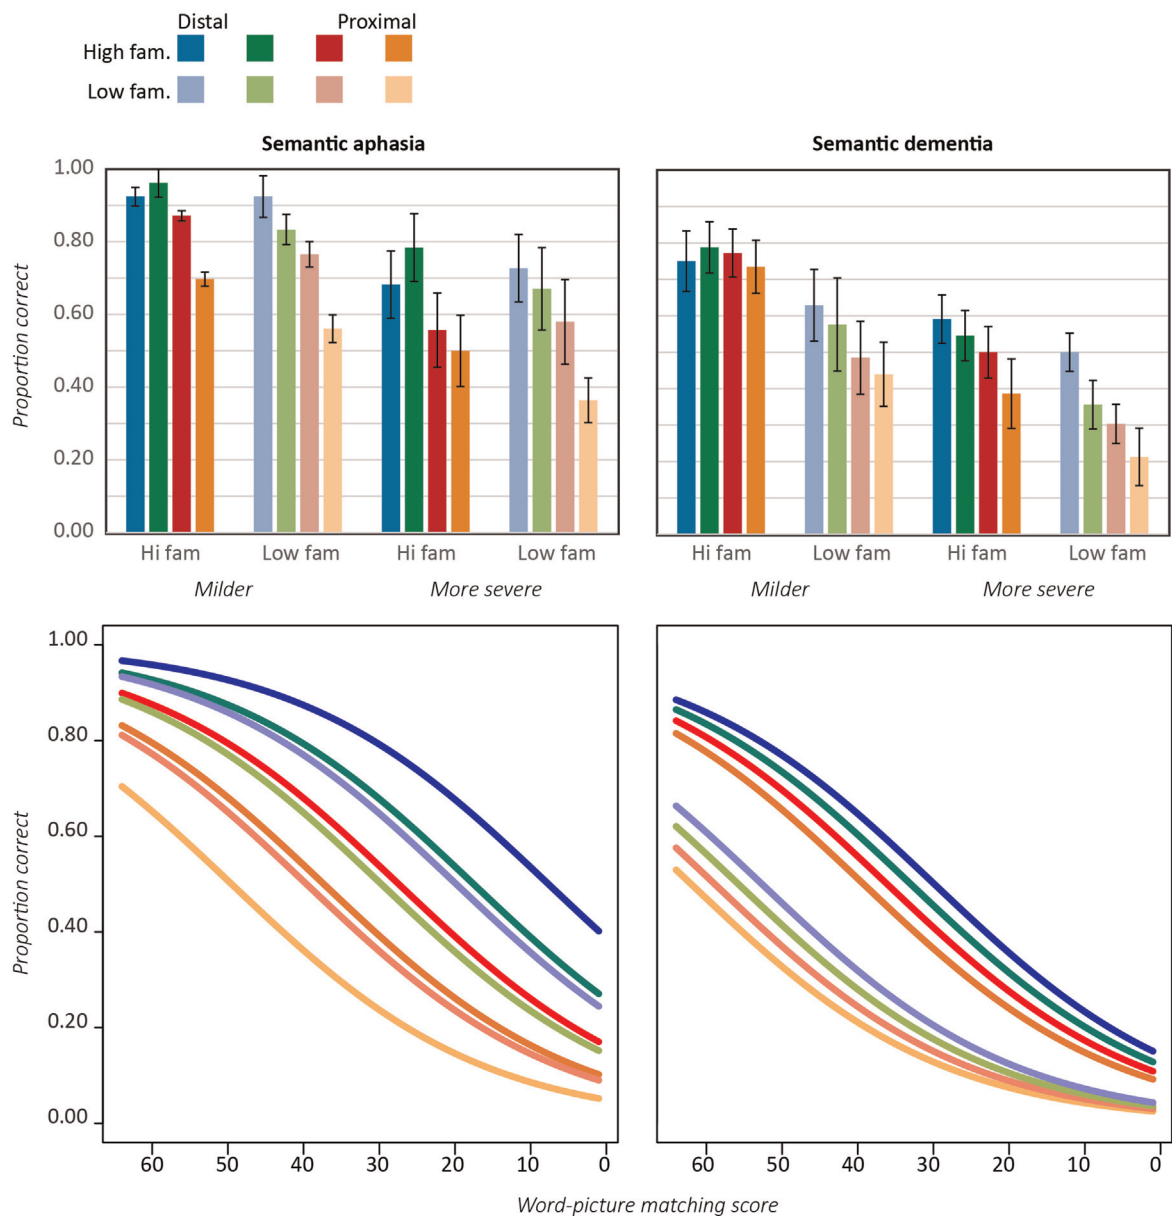 Distal Proximal
High fam.
Low fam.
Semantic aphasia
Semantic dementia
Proportion correct
1.00
0.80
0.60
0.40
0.20
0.00
Hi fam Low fam Hi fam Low fam
Milder More severe
Hi fam Low fam Hi fam Low fam
Milder More severe
Proportion correct
1.00
0.80
0.60
0.40
0.20
0.00
60 50 40 30 20 10 0
60 50 40 30 20 10 0
Word-picture matching score